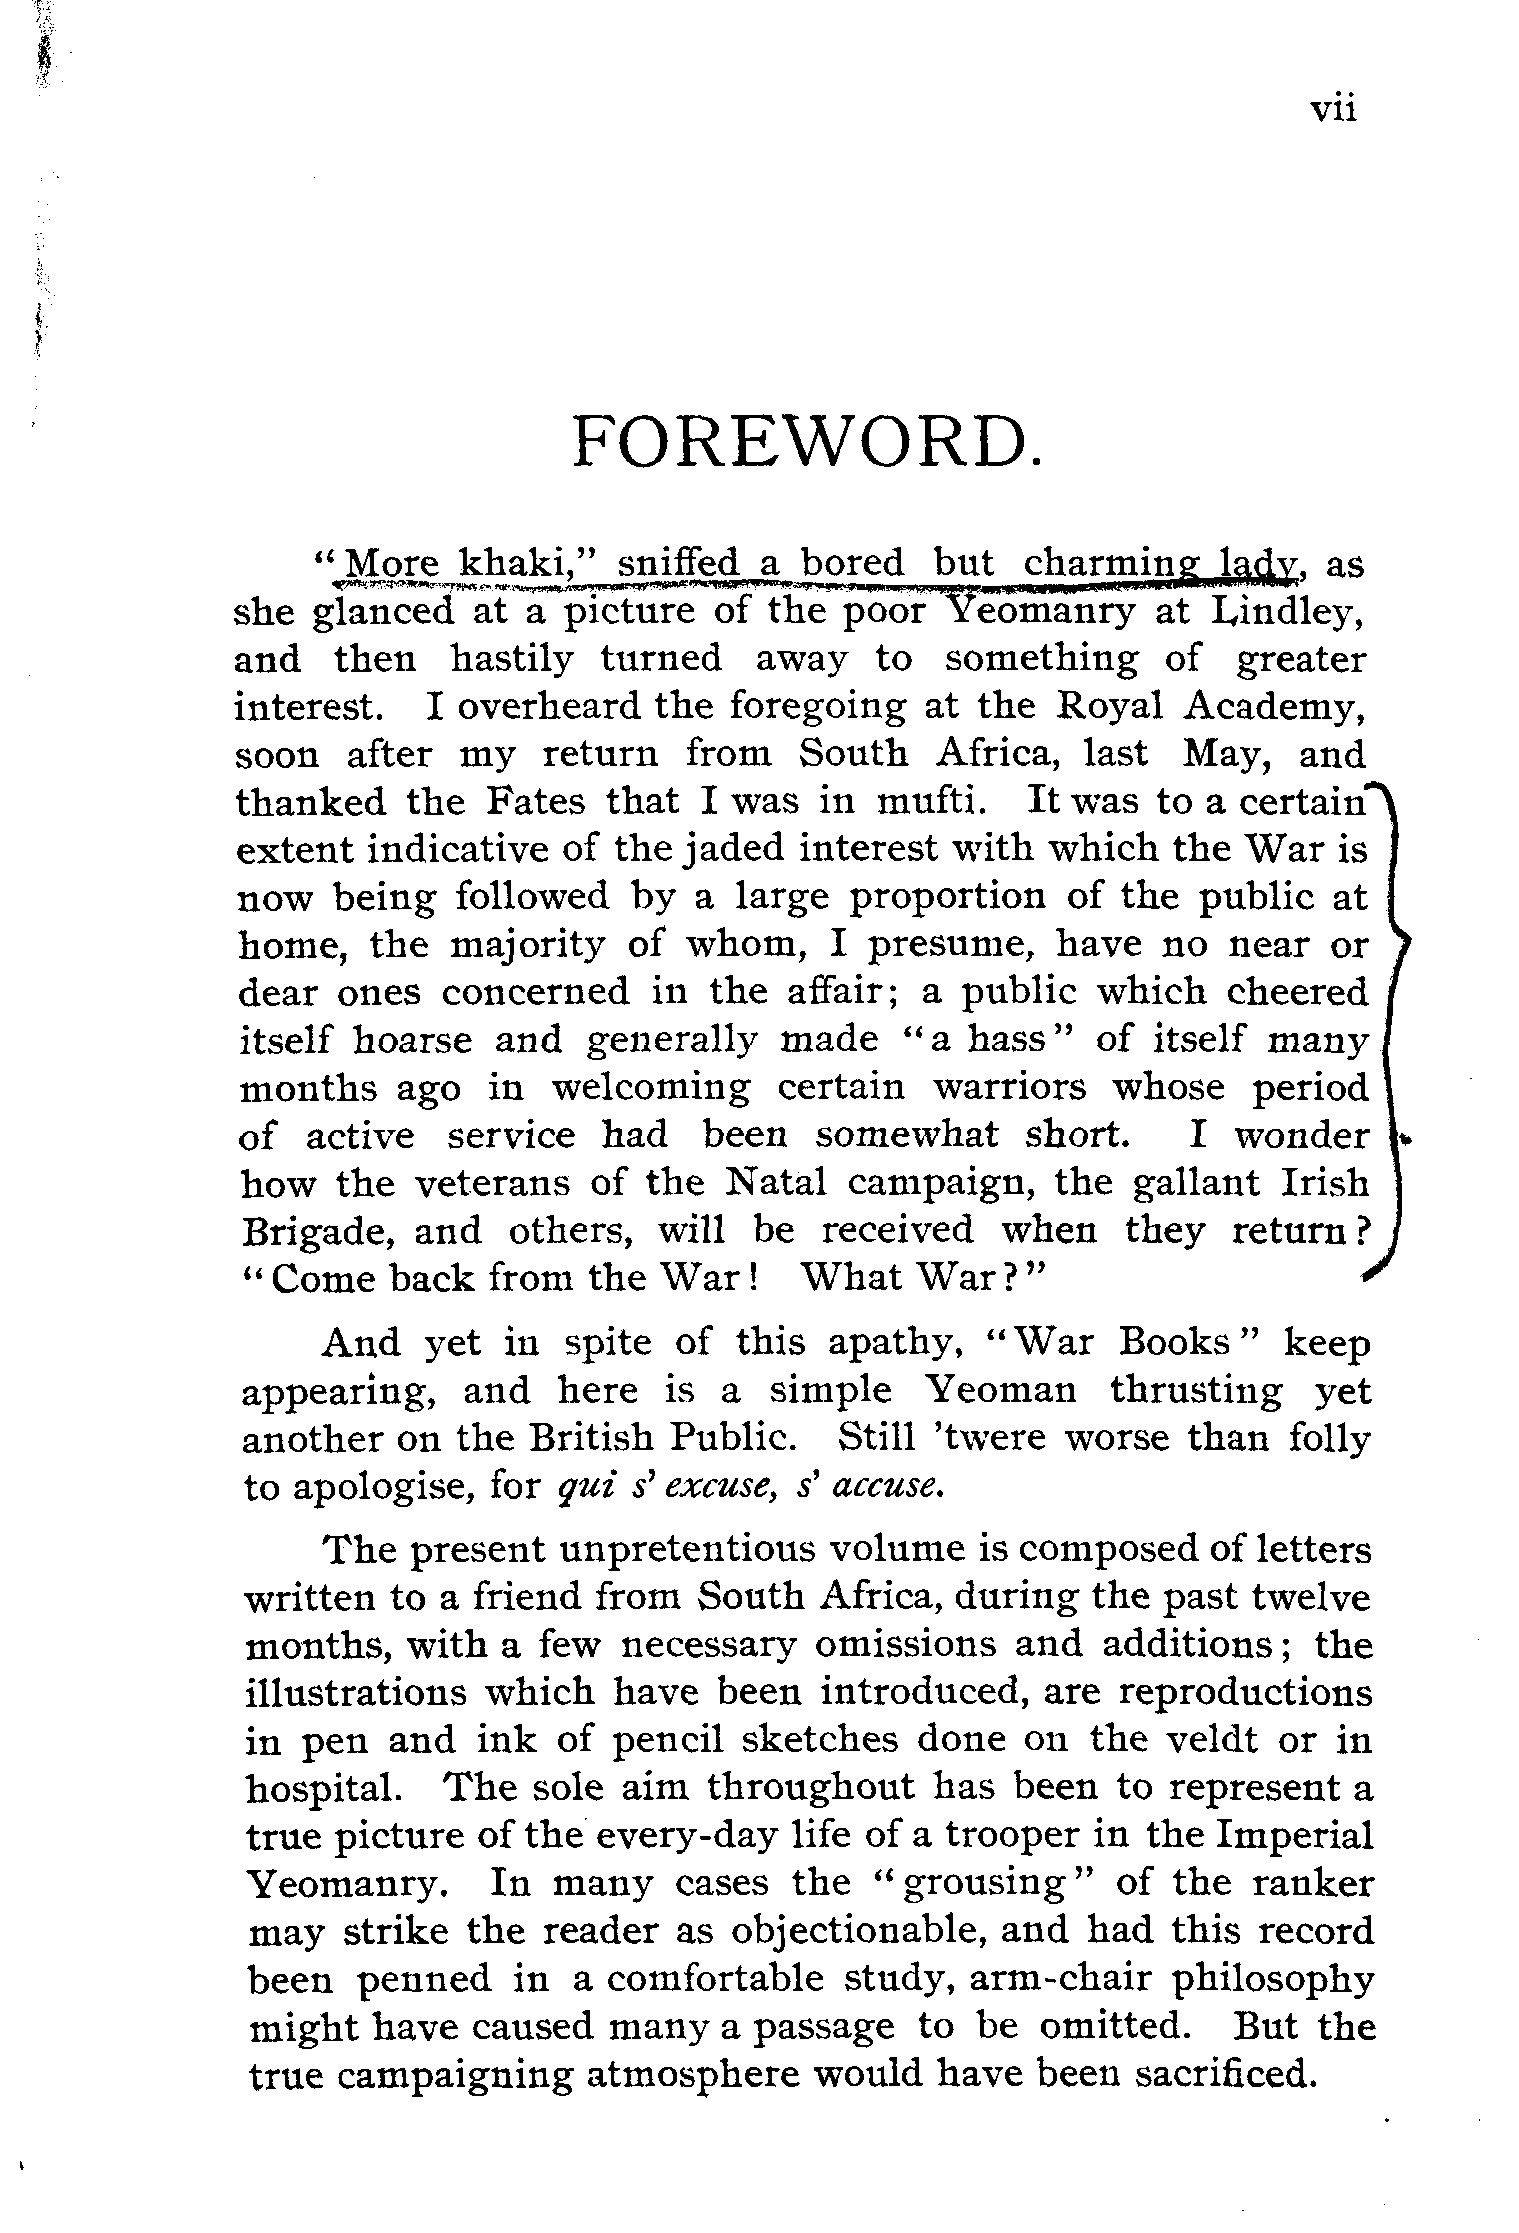 vii
FOREWORD.
“More khaki,” sniffed a bored but charming lady, as
she glanced at a picture of the poor Yeomanry at Lindley,
and then hastily turned away to something of greater
interest. I overheard the foregoing at the Royal Academy,
soon after my return from South Africa, last May, and
thanked the Fates that I was in mufti. It was to a certain
extent indicative of the jaded interest with which the War is
now being followed by a large proportion of the public at
home, the majority of whom, I presume, have no near or
dear ones concerned in the affair; a public which cheered
itself hoarse and generally made “a hass” of itself many
months ago in welcoming certain warriors whose period
of active service had been somewhat short. I wonder
how the veterans of the Natal campaign, the gallant Irish
Brigade, and others, will be received when they return?
“Come back from the War! What War?”
And yet in spite of this apathy, “War Books” keep
appearing, and here is a simple Yeoman thrusting yet
another on the British Public. Still ’twere worse than folly
to apologise, for qui s’ excuse, s’ accuse.
The present unpretentious volume is composed of letters
written to a friend from South Africa, during the past twelve
months, with a few necessary omissions and additions; the
illustrations which have been introduced, are reproductions
in pen and ink of pencil sketches done on the veldt or in
hospital. The sole aim throughout has been to represent a
true picture of the every-day life of a trooper in the Imperial
Yeomanry. In many cases the “grousing” of the ranker
may strike the reader as objectionable, and had this record
been penned in a comfortable study, arm-chair philosophy
might have caused many a passage to be omitted. But the
true campaigning atmosphere would have been sacrificed.